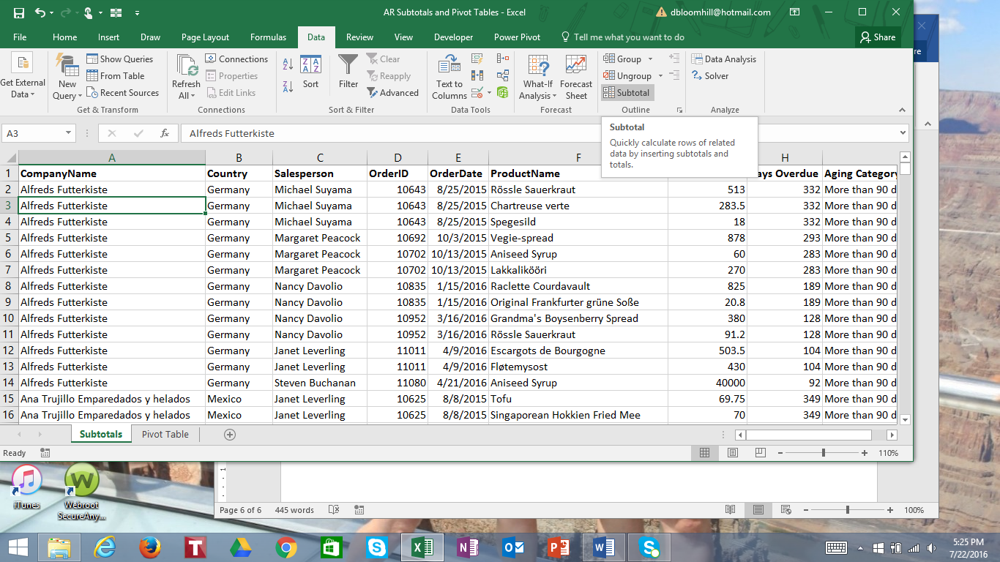 AR Subtotals and Pivot Tables - Excel
dbloomhill@hotmail.com
File Home Insert Draw Page Layout Formulas Data Review View Developer Power Pivot Tell me what you want to do Share
Get External Data
New Query
Show Queries
From Table
Recent Sources
Get & Transform
Refresh All
Connections
Properties
Edit Links
Connections
Sort
Filter
Clear
Reapply
Advanced
Sort & Filter
Text to Columns
Data Tools
What-If Analysis
Forecast Sheet
Forecast
Group
Ungroup
Subtotal
Outline
Data Analysis
Solver
Analyze
re
A3 fx Alfreds Futterkiste
Subtotal
Quickly calculate rows of related
data by inserting subtotals and
totals.
A B C D E F H
1 CompanyName Country Salesperson OrderID OrderDate ProductName ays Overdue Aging Category
2 Alfreds Futterkiste Germany Michael Suyama 10643 8/25/2015 Rössle Sauerkraut 513 332 More than 90 d
3 Alfreds Futterkiste Germany Michael Suyama 10643 8/25/2015 Chartreuse verte 283.5 332 More than 90 d
4 Alfreds Futterkiste Germany Michael Suyama 10643 8/25/2015 Spegesild 18 332 More than 90 d
5 Alfreds Futterkiste Germany Margaret Peacock 10692 10/3/2015 Vegie-spread 878 293 More than 90 d
6 Alfreds Futterkiste Germany Margaret Peacock 10702 10/13/2015 Aniseed Syrup 60 283 More than 90 d
7 Alfreds Futterkiste Germany Margaret Peacock 10702 10/13/2015 Lakkalikööri 270 283 More than 90 d
8 Alfreds Futterkiste Germany Nancy Davolio 10835 1/15/2016 Raclette Courdavault 825 189 More than 90 d
9 Alfreds Futterkiste Germany Nancy Davolio 10835 1/15/2016 Original Frankfurter grüne Soße 20.8 189 More than 90 d
10 Alfreds Futterkiste Germany Nancy Davolio 10952 3/16/2016 Grandma's Boysenberry Spread 380 128 More than 90 d
11 Alfreds Futterkiste Germany Nancy Davolio 10952 3/16/2016 Rössle Sauerkraut 91.2 128 More than 90 d
12 Alfreds Futterkiste Germany Janet Leverling 11011 4/9/2016 Escargots de Bourgogne 503.5 104 More than 90 d
13 Alfreds Futterkiste Germany Janet Leverling 11011 4/9/2016 Fløtemysost 430 104 More than 90 d
14 Alfreds Futterkiste Germany Steven Buchanan 11080 4/21/2016 Aniseed Syrup 40000 92 More than 90 d
15 Ana Trujillo Emparedados y helados Mexico Janet Leverling 10625 8/8/2015 Tofu 69.75 349 More than 90 d
16 Ana Trujillo Emparedados y helados Mexico Janet Leverling 10625 8/8/2015 Singaporean Hokkien Fried Mee 70 349 More than 90 d
Subtotals Pivot Table
Ready 110%
iTunes
Webroot SecureAny...
1
Page 6 of 6 445 words 100%
5:25 PM
7/22/2016